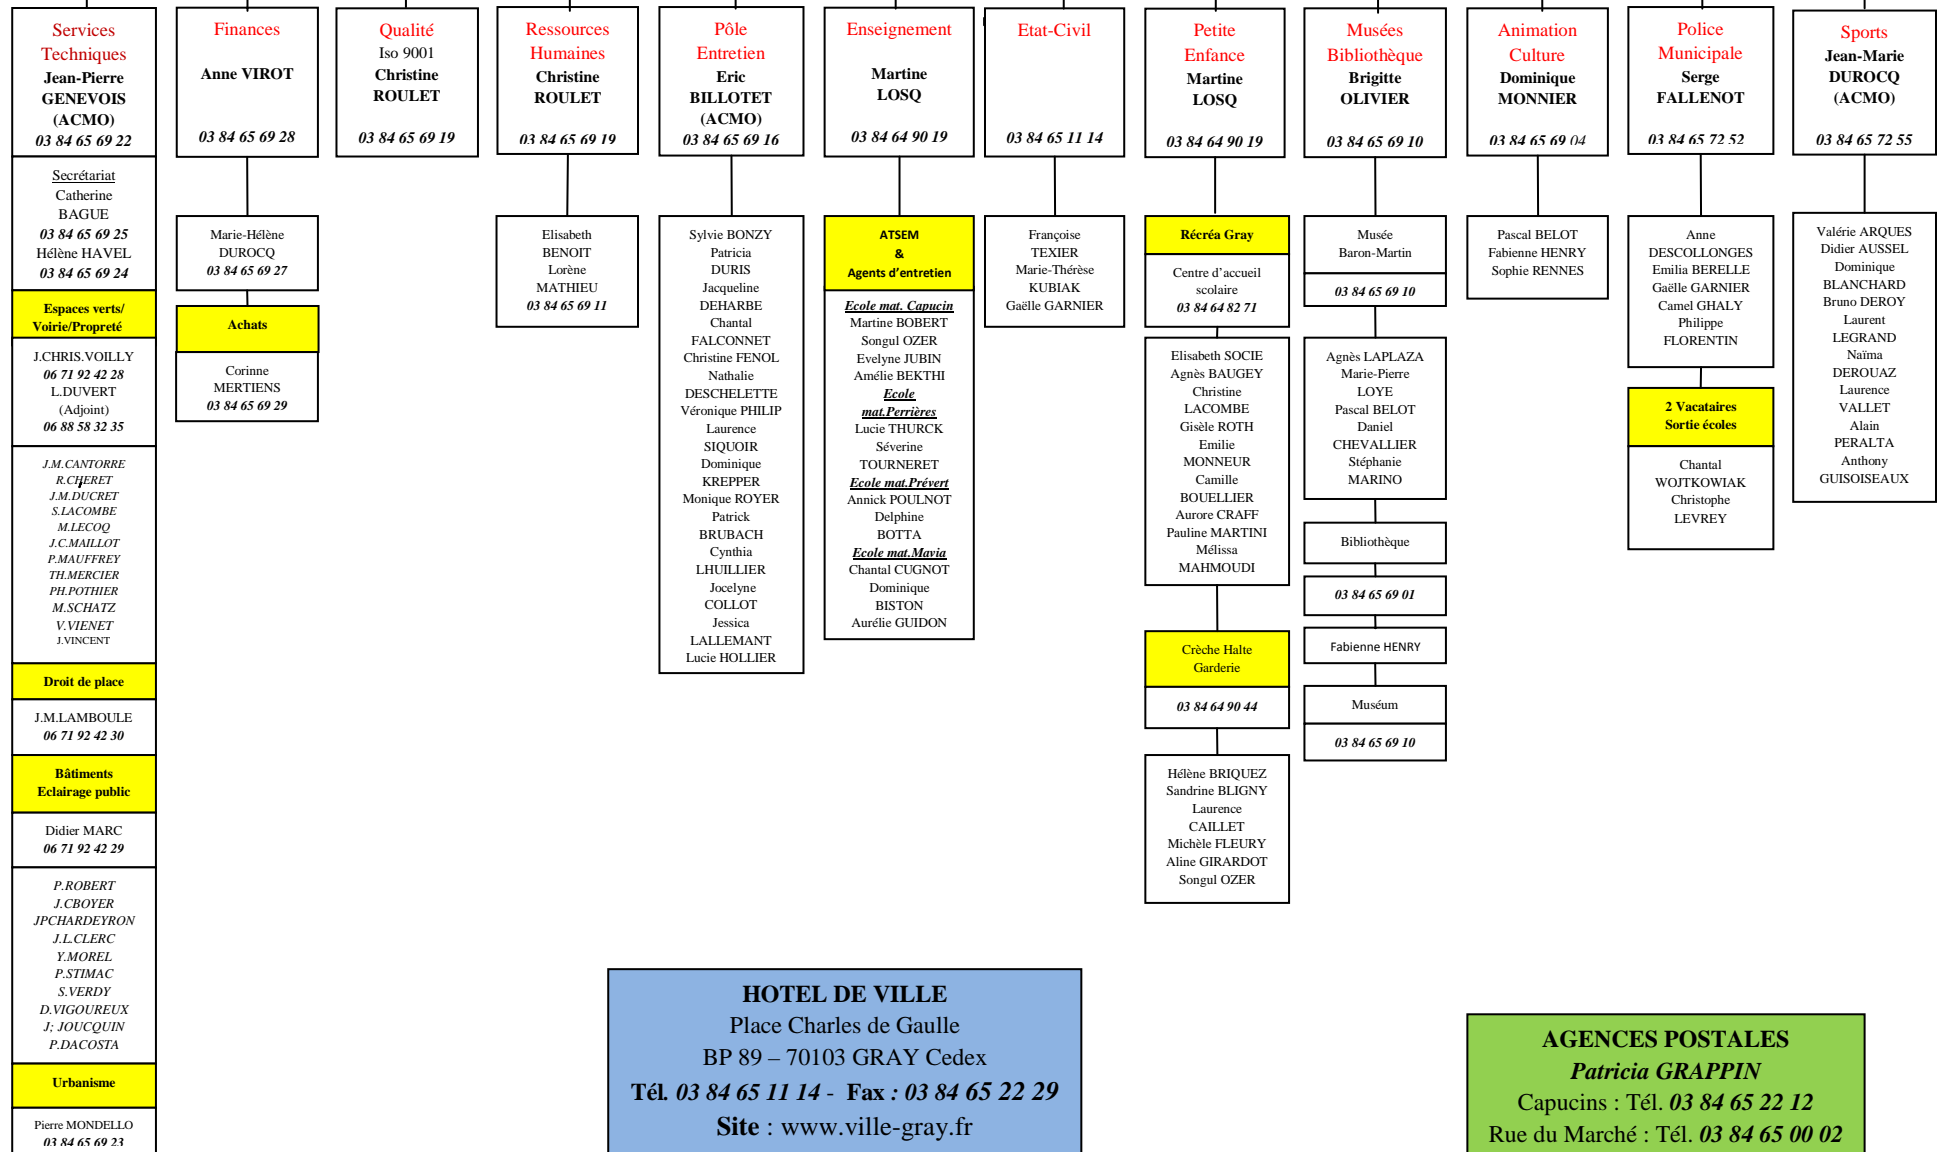 Services
Techniques
Jean-Pierre
GENEVOIS
(ACMO)
03 84 65 69 22
Secrétariat
Catherine
BAGUE
03 84 65 69 25
Hélène HAVEL
03 84 65 69 24
Espaces verts/
Voirie/Propreté
J.CHRIS.VOILLY
06 71 92 42 28
L.DUVERT
(Adjoint)
06 88 58 32 35
J.M.CANTORRE
R.CHERET
J.M.DUCRET
S.LACOMBE
M.LECOQ
J.C.MAILLOT
P.MAUFFREY
TH.MERCIER
PH.POTHIER
M.SCHATZ
V.VIENET
J.VINCENT
Droit de place
J.M.LAMBOULE
06 71 92 42 30
Bâtiments
Eclairage public
Didier MARC
06 71 92 42 29
P.ROBERT
J.CBOYER
JPCHARDEYRON
J.L.CLERC
Y.MOREL
P.STIMAC
S.VERDY
D.VIGOUREUX
J; JOUCQUIN
P.DACOSTA
Urbanisme
Pierre MONDELLO
03 84 65 69 23
Finances
Anne VIROT
03 84 65 69 28
Marie-Hélène
DUROCQ
03 84 65 69 27
Achats
Corinne
MERTIENS
03 84 65 69 29
Qualité
Iso 9001
Christine
ROULET
03 84 65 69 19
Ressources
Humaines
Christine
ROULET
03 84 65 69 19
Elisabeth
BENOIT
Lorène
MATHIEU
03 84 65 69 11
Pôle
Entretien
Eric
BILLOTET
(ACMO)
03 84 65 69 16
Sylvie BONZY
Patricia
DURIS
Jacqueline
DEHARBE
Chantal
FALCONNET
Christine FENOL
Nathalie
DESCHELETTE
Véronique PHILIP
Laurence
SIQUOIR
Dominique
KREPPER
Monique ROYER
Patrick
BRUBACH
Cynthia
LHUILLIER
Jocelyne
COLLOT
Jessica
LALLEMANT
Lucie HOLLIER
Enseignement
Martine
LOSQ
03 84 64 90 19
ATSEM
&
Agents d'entretien
Ecole mat. Capucin
Martine BOBERT
Songul OZER
Evelyne JUBIN
Amélie BEKTHI
Ecole
mat.Perrières
Lucie THURCK
Séverine
TOURNERET
Ecole mat.Prévert
Annick POULNOT
Delphine
BOTTA
Ecole mat.Mavia
Chantal CUGNOT
Dominique
BISTON
Aurélie GUIDON
Etat-Civil
03 84 65 11 14
Françoise
TEXIER
Marie-Thérèse
KUBIAK
Gaëlle GARNIER
Petite
Enfance
Martine
LOSQ
03 84 64 90 19
Récréa Gray
Centre d'accueil
scolaire
03 84 64 82 71
Elisabeth SOCIE
Agnès BAUGEY
Christine
LACOMBE
Gisèle ROTH
Emilie
MONNEUR
Camille
BOUELLIER
Aurore CRAFF
Pauline MARTINI
Mélissa
MAHMOUDI
Crèche Halte
Garderie
03 84 64 90 44
Hélène BRIQUEZ
Sandrine BLIGNY
Laurence
CAILLET
Michèle FLEURY
Aline GIRARDOT
Songul OZER
Musées
Bibliothèque
Brigitte
OLIVIER
03 84 65 69 10
Musée
Baron-Martin
03 84 65 69 10
Agnès LAPLAZA
Marie-Pierre
LOYE
Pascal BELOT
Daniel
CHEVALLIER
Stéphanie
MARINO
Bibliothèque
03 84 65 69 01
Fabienne HENRY
Muséum
03 84 65 69 10
Animation
Culture
Dominique
MONNIER
03 84 65 69 04
Pascal BELOT
Fabienne HENRY
Sophie RENNES
Police
Municipale
Serge
FALLENOT
03 84 65 72 52
Anne
DESCOLLONGES
Emilia BERELLE
Gaëlle GARNIER
Camel GHALY
Philippe
FLORENTIN
2 Vacataires
Sortie écoles
Chantal
WOJTKOWIAK
Christophe
LEVREY
Sports
Jean-Marie
DUROCQ
(ACMO)
03 84 65 72 55
Valérie ARQUES
Didier AUSSEL
Dominique
BLANCHARD
Bruno DEROY
Laurent
LEGRAND
Naïma
DEROUAZ
Laurence
VALLET
Alain
PERALTA
Anthony
GUISOISEAUX
HOTEL DE VILLE
Place Charles de Gaulle
BP 89 – 70103 GRAY Cedex
Tél. 03 84 65 11 14 - Fax : 03 84 65 22 29
Site : www.ville-gray.fr
AGENCES POSTALES
Patricia GRAPPIN
Capucins : Tél. 03 84 65 22 12
Rue du Marché : Tél. 03 84 65 00 02